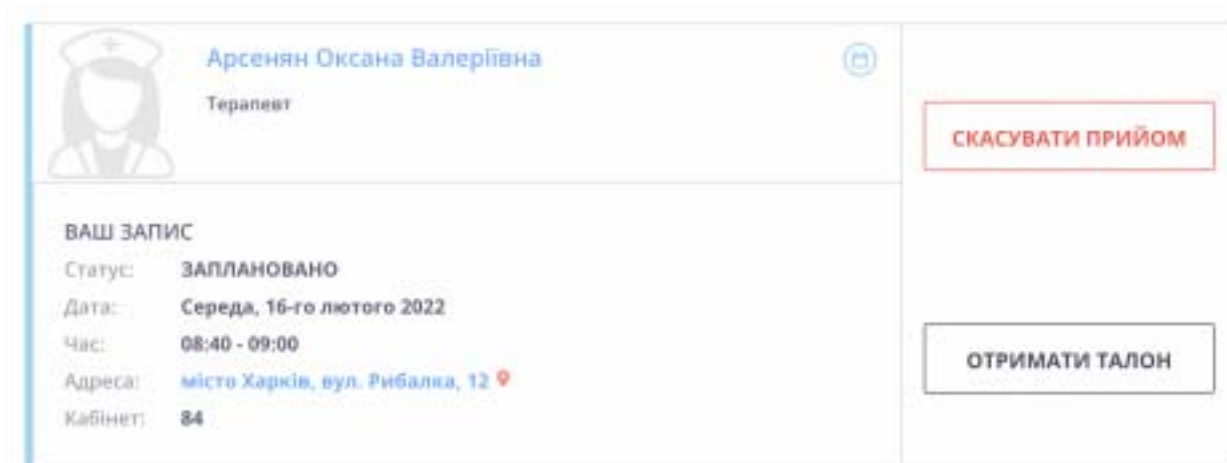 Арсенян Оксана Валеріївна
Терапевт
СКАСУВАТИ ПРИЙОМ
ВАШ ЗАПИС
Статус: ЗАПЛАНОВАНО
Дата: Середа, 16-го лютого 2022
Час: 08:40 - 09:00
Адреса: місто Харків, вул. Рибалка, 12
Кабінет: 84
ОТРИМАТИ ТАЛОН